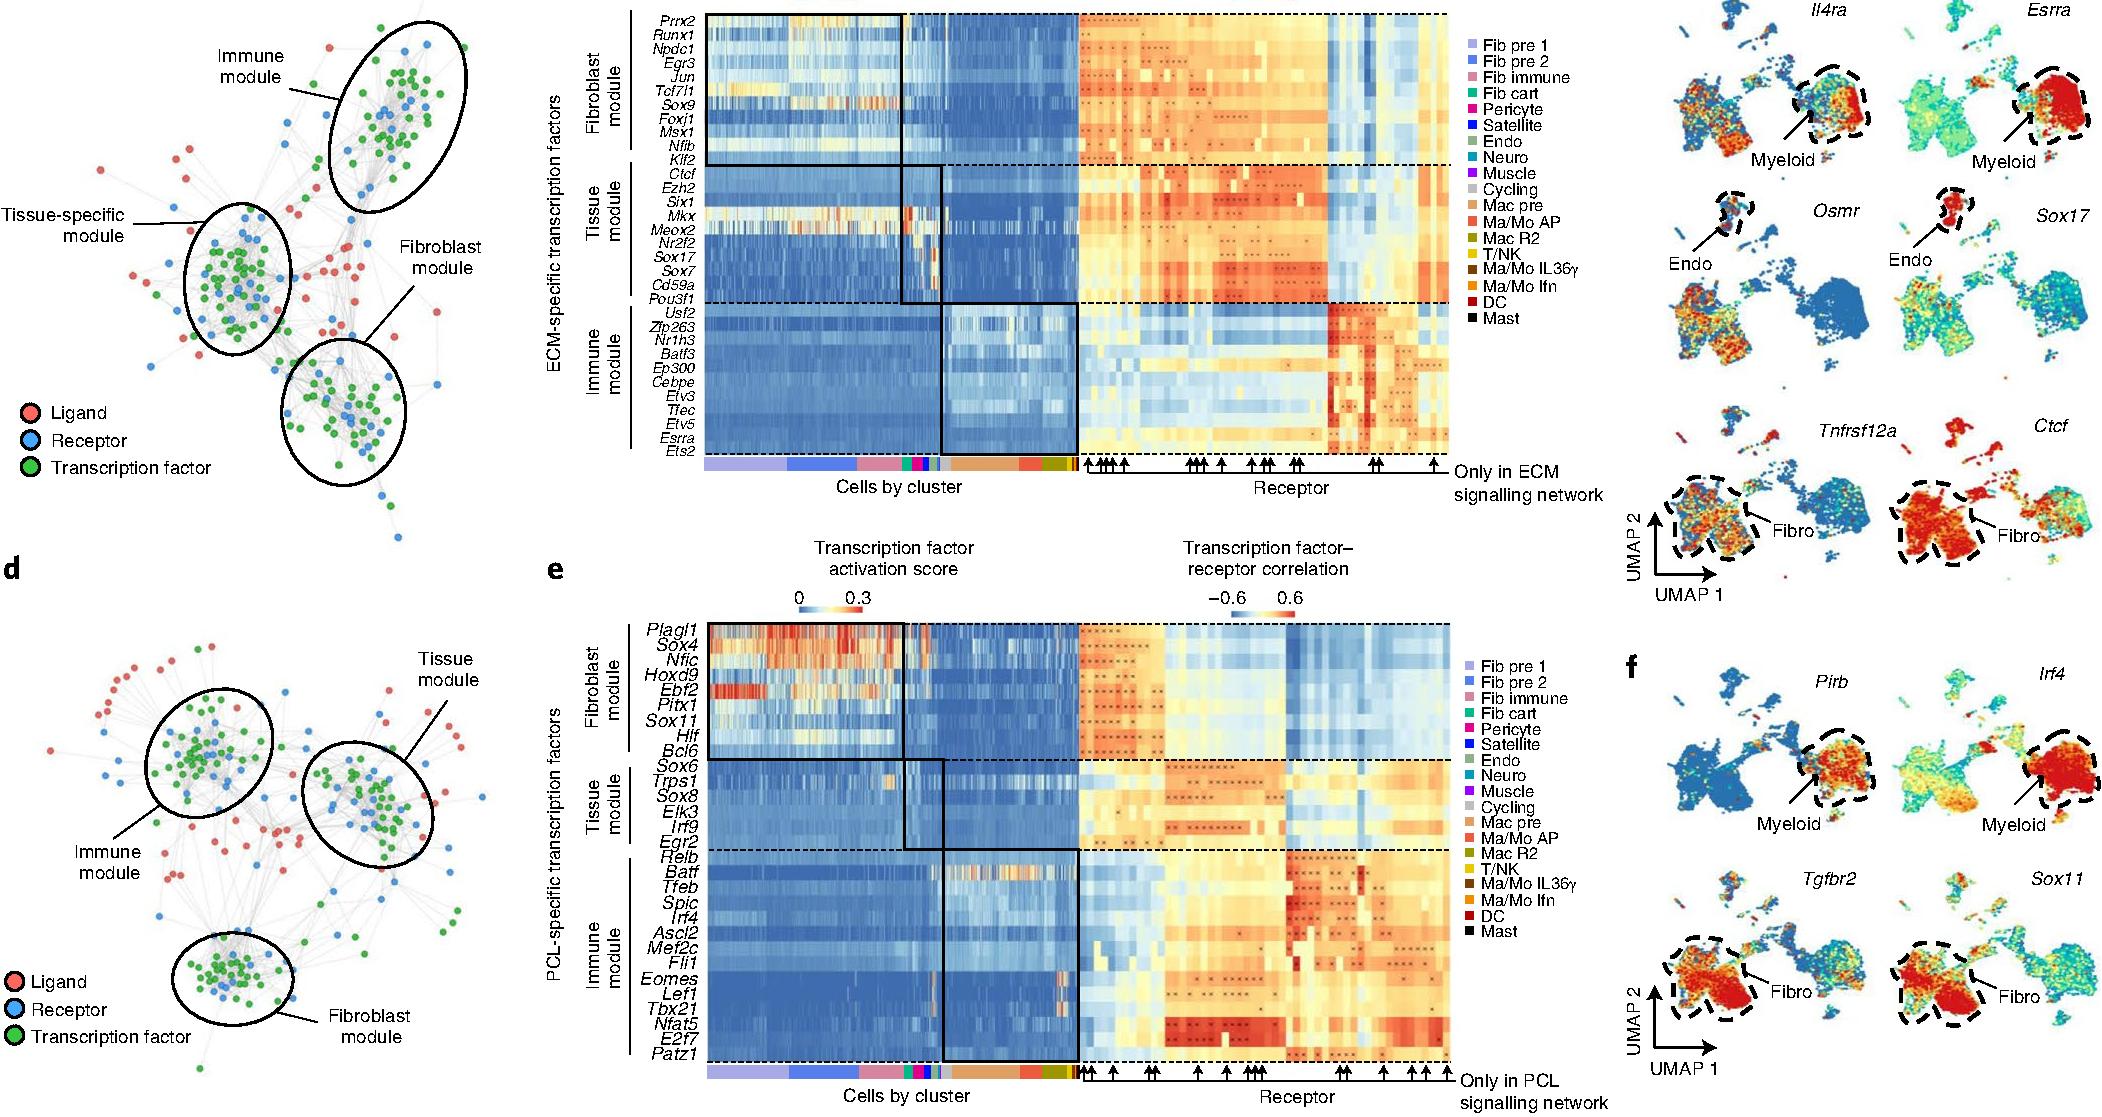 Immune
module
Tissue-specific
module
Fibroblast
module
Ligand
Receptor
Transcription factor
ECM-specific transcription factors
Fibroblast
module
Tissue
module
Immune
module
Prrx2
Runx1
Npdc1
Egr3
Jun
Tcf7l1
Sox9
Foxj1
Msx1
Nfib
Klf2
Ctcf
Ezh2
Six1
Mkx
Meox2
Nr2f2
Sox17
Sox7
Cd59a
Pou3f1
Usf2
Zfp263
Nr1h3
Batf3
Ep300
Cebpe
Etv3
Tfec
Etv5
Esrra
Ets2
Cells by cluster
Receptor
Only in ECM
signalling network
Fib pre 1
Fib pre 2
Fib immune
Fib cart
Pericyte
Satellite
Endo
Neuro
Muscle
Cycling
Mac pre
Ma/Mo AP
Mac R2
T/NK
Ma/Mo IL36γ
Ma/Mo Ifn
DC
Mast
Il4ra
Esrra
Myeloid
Myeloid
Osmr
Sox17
Endo
Endo
Tnfrsf12a
Ctcf
Fibro
Fibro
UMAP 2
UMAP 1
d
Tissue
module
Immune
module
Fibroblast
module
Ligand
Receptor
Transcription factor
e
Transcription factor
activation score
0 0.3
Transcription factor–
receptor correlation
–0.6 0.6
PCL-specific transcription factors
Fibroblast
module
Tissue
module
Immune
module
Plagl1
Sox4
Nfic
Hoxd9
Ebf2
Pitx1
Sox11
Hlf
Bcl6
Sox6
Trps1
Sox8
Elk3
Irf9
Egr2
Relb
Batf
Tfeb
Spic
Irf4
Ascl2
Mef2c
Fli1
Eomes
Lef1
Tbx21
Nfat5
E2f7
Patz1
Cells by cluster
Receptor
Only in PCL
signalling network
Fib pre 1
Fib pre 2
Fib immune
Fib cart
Pericyte
Satellite
Endo
Neuro
Muscle
Cycling
Mac pre
Ma/Mo AP
Mac R2
T/NK
Ma/Mo IL36γ
Ma/Mo Ifn
DC
Mast
f
Pirb
Irf4
Myeloid
Myeloid
Tgfbr2
Sox11
Fibro
Fibro
UMAP 2
UMAP 1